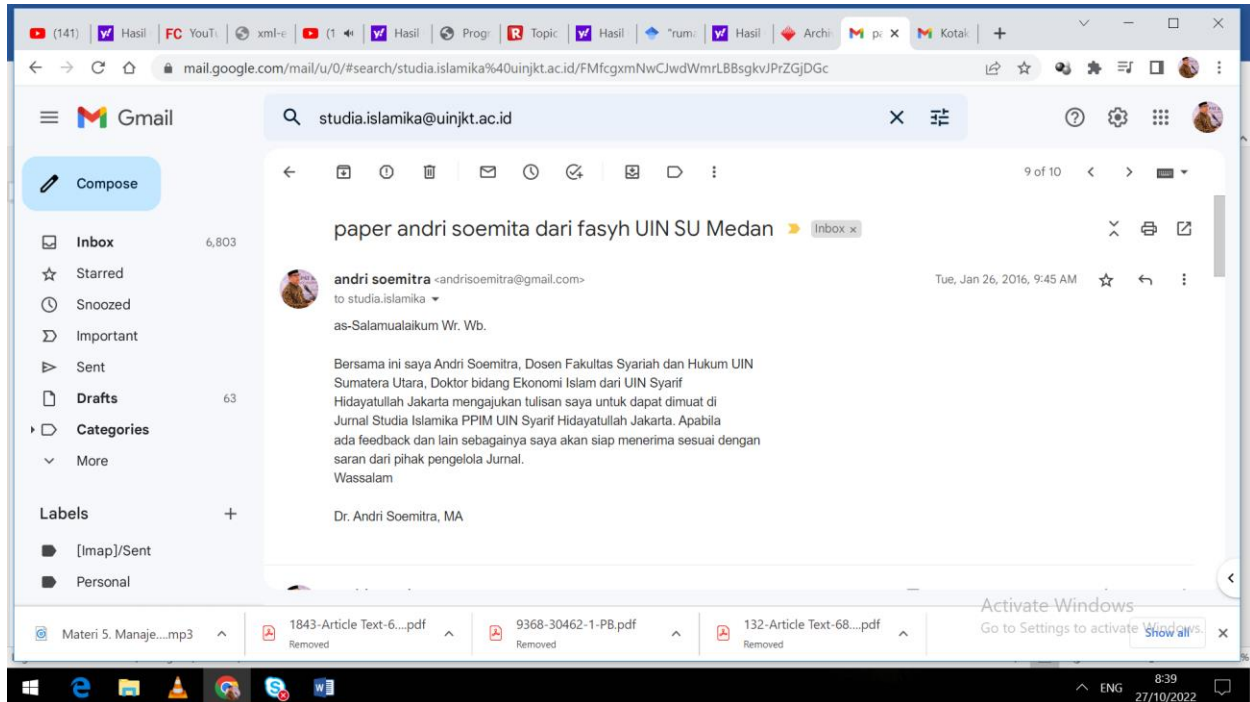 (141)
Hasil
FC YouTu
xml-e
(1
Hasil
Progr
R Topic
Hasil
"ruma
Hasil
Archi
pa
Kotak
mail.google.com/mail/u/0/#search/studia.islamika%40uinjkt.ac.id/FMfcgxmNwCJwdWmrLBBsgkvJPrZGjDGc
Gmail
studia.islamika@uinjkt.ac.id
Compose
9 of 10
Inbox 6,803
Starred
Snoozed
Important
Sent
Drafts 63
Categories
More
Labels
[Imap]/Sent
Personal
paper andri soemita dari fasyh UIN SU Medan Inbox x
andri soemitra <andrisoemitra@gmail.com> Tue, Jan 26, 2016, 9:45 AM
to studia.islamika
as-Salamualaikum Wr. Wb.
Bersama ini saya Andri Soemitra, Dosen Fakultas Syariah dan Hukum UIN
Sumatera Utara, Doktor bidang Ekonomi Islam dari UIN Syarif
Hidayatullah Jakarta mengajukan tulisan saya untuk dapat dimuat di
Jurnal Studia Islamika PPIM UIN Syarif Hidayatullah Jakarta. Apabila
ada feedback dan lain sebagainya saya akan siap menerima sesuai dengan
saran dari pihak pengelola Jurnal.
Wassalam
Dr. Andri Soemitra, MA
Activate Windows
Go to Settings to activate Windows.
Materi 5. Manaje....mp3
1843-Article Text-6....pdf
Removed
9368-30462-1-PB.pdf
Removed
132-Article Text-68....pdf
Removed
Show all
ENG
8:39
27/10/2022